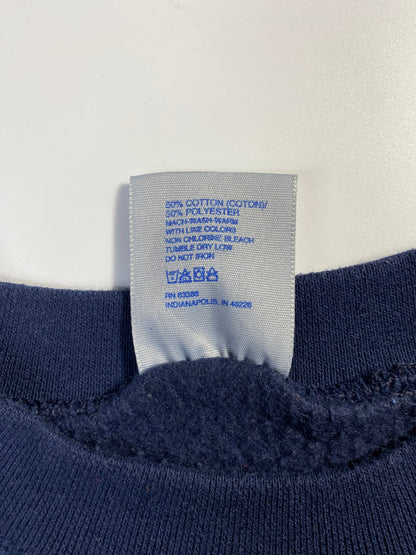 50% COTTON (COTON)/
50% POLYESTER
MACH-WASH-WARM
WITH LIKE COLORS
NON CHLORINE BLEACH
TUMBLE DRY LOW
DO NOT IRON
RN 63388
INDIANAPOLIS, IN 46226